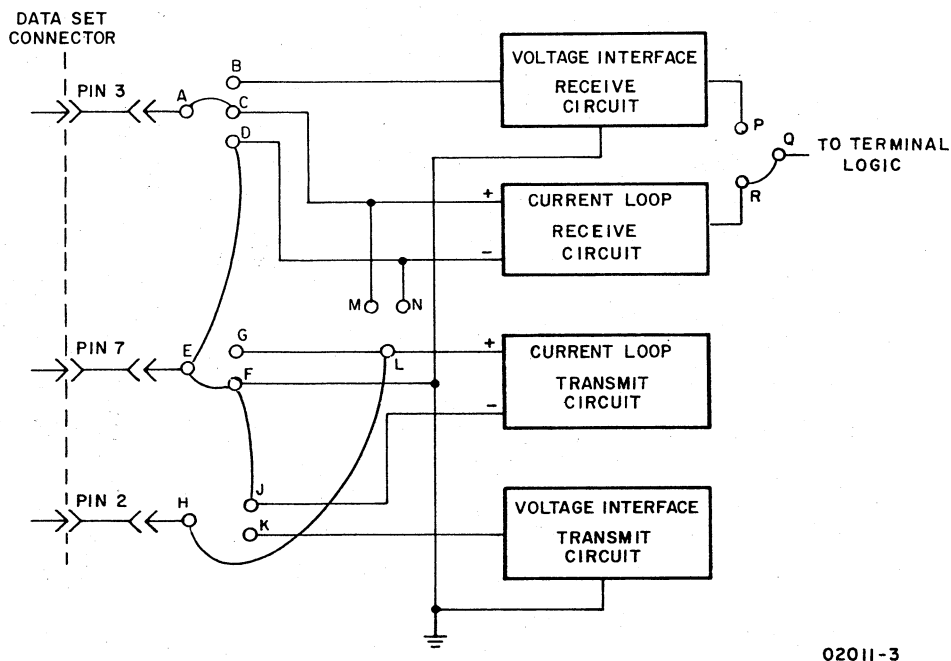 DATA SET
CONNECTOR
PIN 3
A
B
C
D
VOLTAGE INTERFACE
RECEIVE
CIRCUIT
P
Q
R
TO TERMINAL
LOGIC
+
-
CURRENT LOOP
RECEIVE
CIRCUIT
M
N
PIN 7
E
G
F
L
+
-
CURRENT LOOP
TRANSMIT
CIRCUIT
PIN 2
H
J
K
VOLTAGE INTERFACE
TRANSMIT
CIRCUIT
02011-3